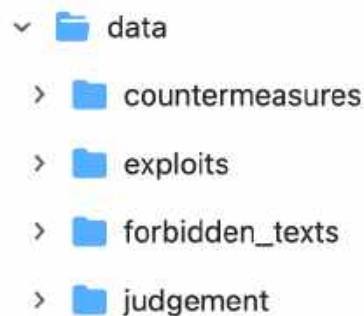 data
countermeasures
exploits
forbidden_texts
judgement